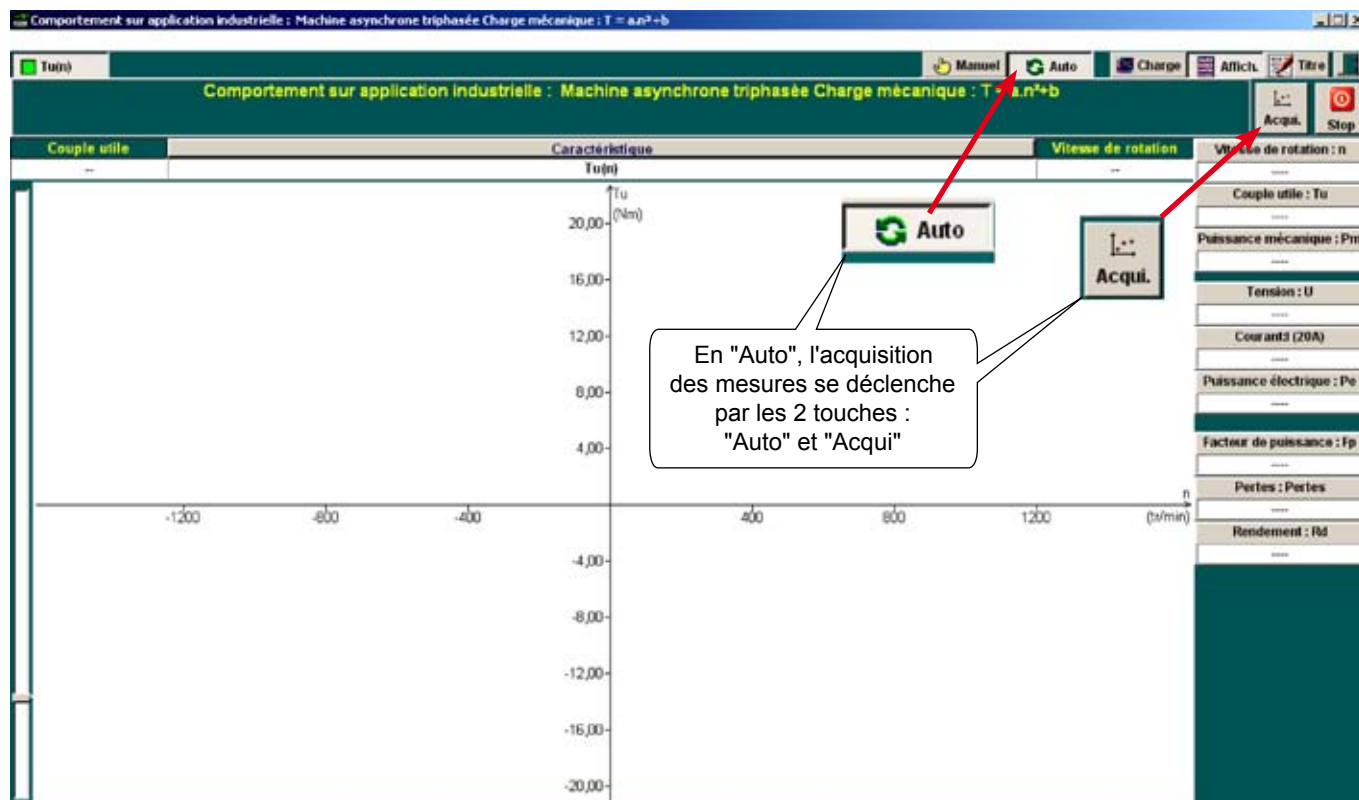 Comportement sur application industrielle : Machine asynchrone triphasée Charge mécanique : T = a.n²+b
Tu(n)
Manuel
Auto
Charge
Affich.
Titre
Comportement sur application industrielle : Machine asynchrone triphasée Charge mécanique : T = a.n²+b
Acqui.
Stop
Couple utile
Caractéristique
Vitesse de rotation
--
Tu(n)
--
Vitesse de rotation : n
----
Couple utile : Tu
----
Puissance mécanique : Pm
----
Tension : U
----
Courant:I (20A)
----
Puissance électrique : Pe
----
Facteur de puissance : Fp
----
Pertes : Pertes
----
Rendement : Rd
----
Tu
(Nm)
20,00
16,00
12,00
8,00
4,00
-4,00
-8,00
-12,00
-16,00
-20,00
-1200
-800
-400
400
800
1200
n
(tr/min)
Auto
Acqui.
En "Auto", l'acquisition
des mesures se déclenche
par les 2 touches :
"Auto" et "Acqui"